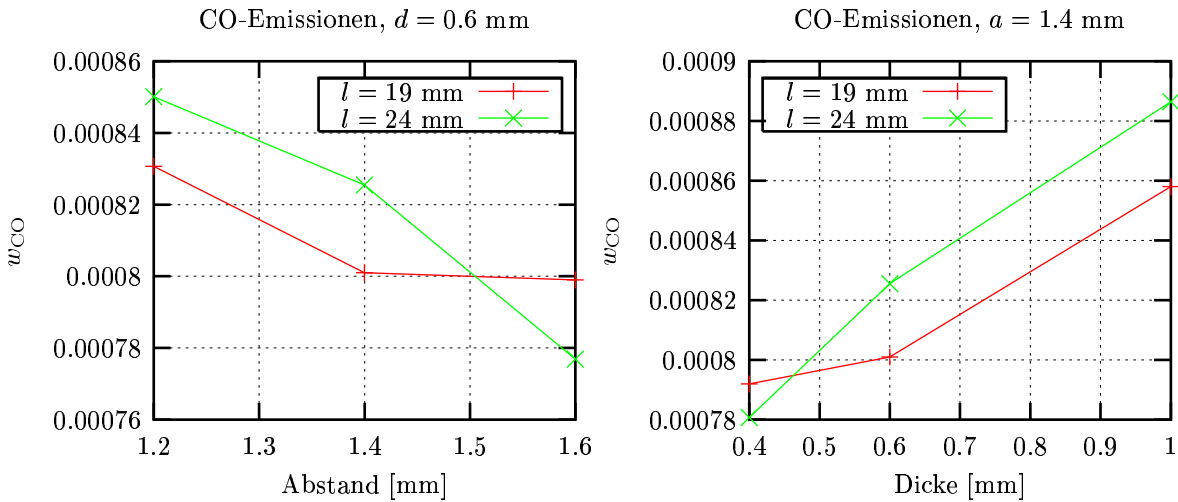 CO-Emissionen, d = 0.6 mm
0.00086
0.00084
0.00082
0.0008
0.00078
0.00076
wCO
l = 19 mm
l = 24 mm
1.2 1.3 1.4 1.5 1.6
Abstand [mm]
CO-Emissionen, a = 1.4 mm
0.0009
0.00088
0.00086
0.00084
0.00082
0.0008
0.00078
wCO
l = 19 mm
l = 24 mm
0.4 0.5 0.6 0.7 0.8 0.9 1
Dicke [mm]